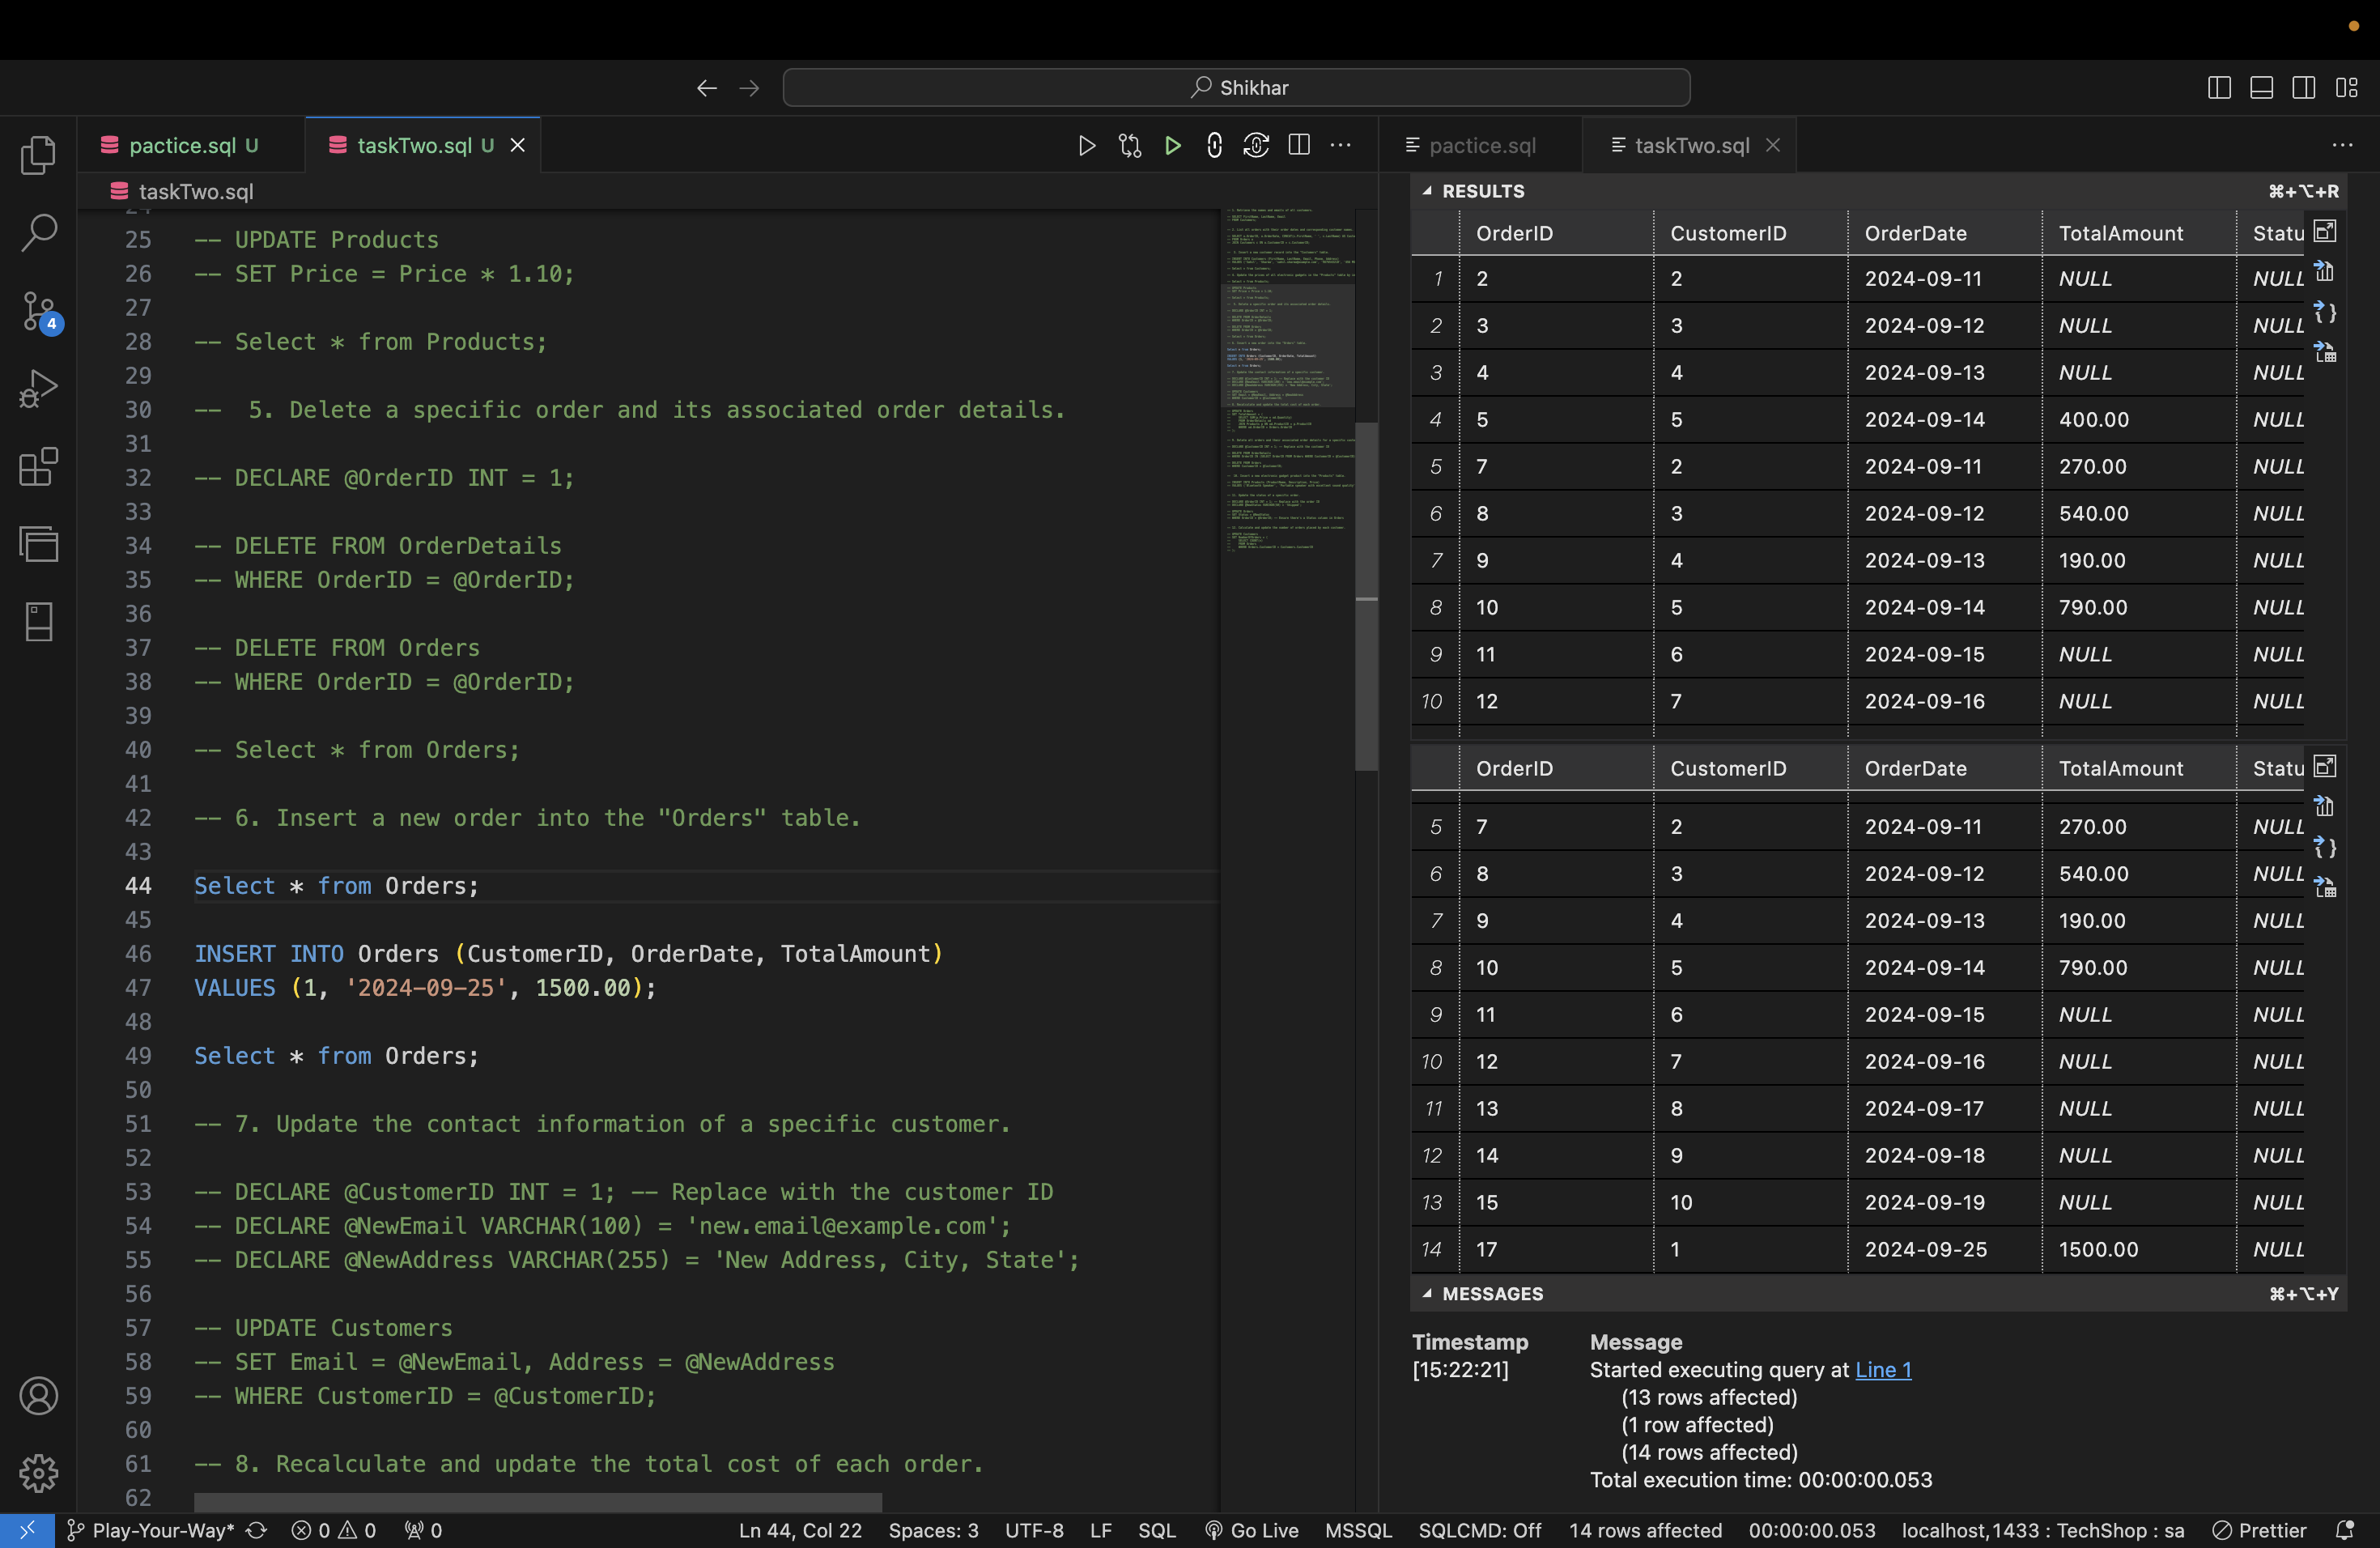 Shikhar
pactice.sql U
taskTwo.sql U
pactice.sql
taskTwo.sql
taskTwo.sql
25 -- UPDATE Products
26 -- SET Price = Price * 1.10;
27
28 -- Select * from Products;
29
30 --  5. Delete a specific order and its associated order details.
31
32 -- DECLARE @OrderID INT = 1;
33
34 -- DELETE FROM OrderDetails
35 -- WHERE OrderID = @OrderID;
36
37 -- DELETE FROM Orders
38 -- WHERE OrderID = @OrderID;
39
40 -- Select * from Orders;
41
42 -- 6. Insert a new order into the "Orders" table.
43
44 Select * from Orders;
45
46 INSERT INTO Orders (CustomerID, OrderDate, TotalAmount)
47 VALUES (1, '2024-09-25', 1500.00);
48
49 Select * from Orders;
50
51 -- 7. Update the contact information of a specific customer.
52
53 -- DECLARE @CustomerID INT = 1; -- Replace with the customer ID
54 -- DECLARE @NewEmail VARCHAR(100) = 'new.email@example.com';
55 -- DECLARE @NewAddress VARCHAR(255) = 'New Address, City, State';
56
57 -- UPDATE Customers
58 -- SET Email = @NewEmail, Address = @NewAddress
59 -- WHERE CustomerID = @CustomerID;
60
61 -- 8. Recalculate and update the total cost of each order.
62
4
RESULTS ⌘+⌥+R
OrderID CustomerID OrderDate TotalAmount Statu
1 2 2 2024-09-11 NULL NULL
2 3 3 2024-09-12 NULL NULL
3 4 4 2024-09-13 NULL NULL
4 5 5 2024-09-14 400.00 NULL
5 7 2 2024-09-11 270.00 NULL
6 8 3 2024-09-12 540.00 NULL
7 9 4 2024-09-13 190.00 NULL
8 10 5 2024-09-14 790.00 NULL
9 11 6 2024-09-15 NULL NULL
10 12 7 2024-09-16 NULL NULL
OrderID CustomerID OrderDate TotalAmount Statu
5 7 2 2024-09-11 270.00 NULL
6 8 3 2024-09-12 540.00 NULL
7 9 4 2024-09-13 190.00 NULL
8 10 5 2024-09-14 790.00 NULL
9 11 6 2024-09-15 NULL NULL
10 12 7 2024-09-16 NULL NULL
11 13 8 2024-09-17 NULL NULL
12 14 9 2024-09-18 NULL NULL
13 15 10 2024-09-19 NULL NULL
14 17 1 2024-09-25 1500.00 NULL
MESSAGES ⌘+⌥+Y
Timestamp Message
[15:22:21] Started executing query at Line 1
(13 rows affected)
(1 row affected)
(14 rows affected)
Total execution time: 00:00:00.053
Play-Your-Way* 0 0 0 Ln 44, Col 22 Spaces: 3 UTF-8 LF SQL Go Live MSSQL SQLCMD: Off 14 rows affected 00:00:00.053 localhost,1433 : TechShop : sa Prettier